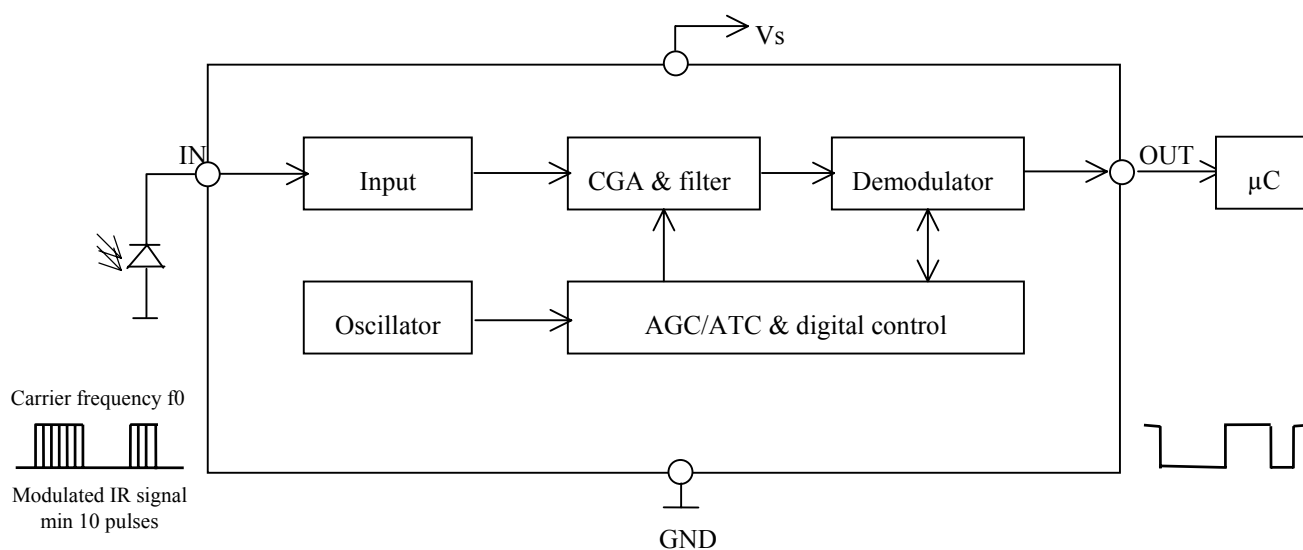 Vs
IN
OUT
Input
CGA & filter
Demodulator
µC
Oscillator
AGC/ATC & digital control
Carrier frequency f0
Modulated IR signal
min 10 pulses
GND